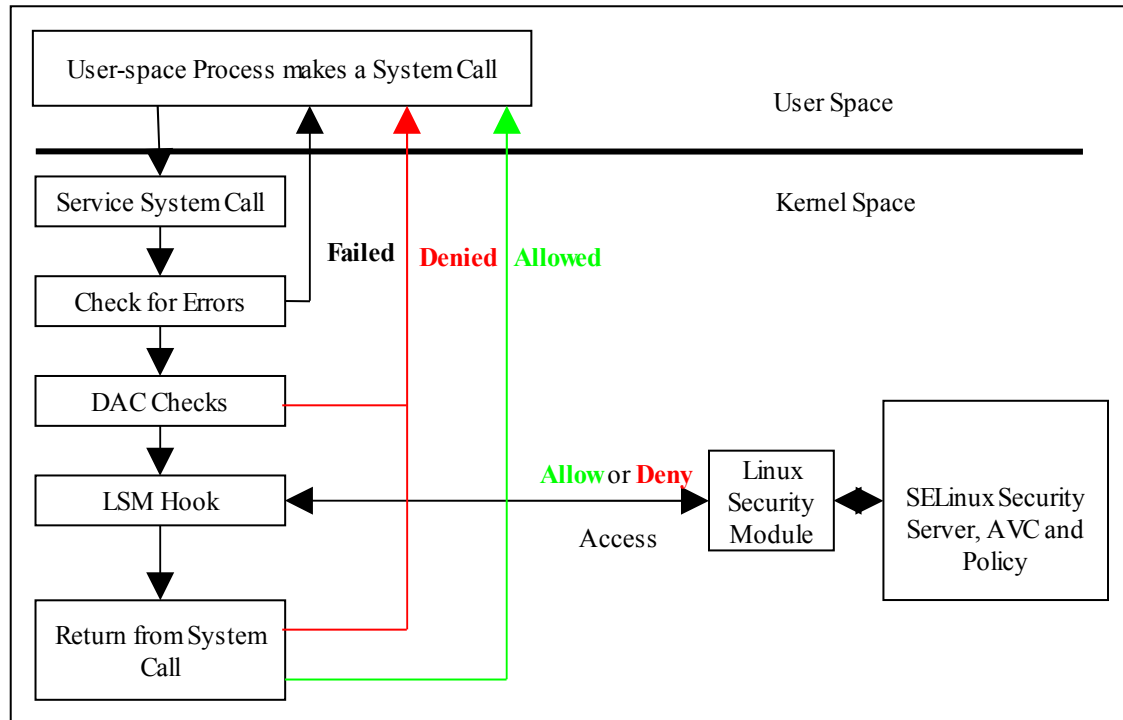 User-space Process makes a System Call
User Space
Service System Call
Kernel Space
Failed
Denied
Allowed
Check for Errors
DAC Checks
LSM Hook
Allow or Deny
Access
Linux
Security
Module
SELinux Security
Server, AVC and
Policy
Return from System
Call